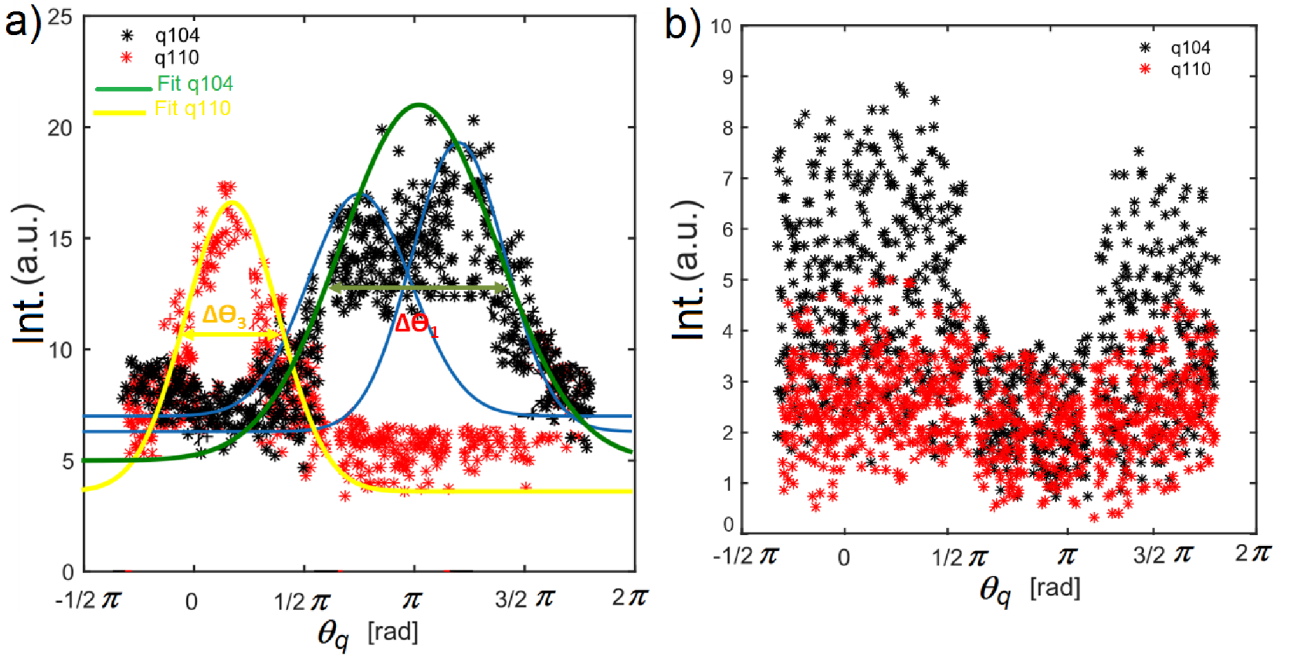 a)
25
20
15
10
5
0
Int.(a.u.)
q104
q110
Fit q104
Fit q110
Δθ₃
Δθ₁
-1/2 π
0
1/2 π
π
3/2 π
2 π
θq [rad]
b)
10
9
8
7
6
5
4
3
2
1
0
Int.(a.u.)
q104
q110
-1/2 π
0
1/2 π
π
3/2 π
2 π
θq [rad]